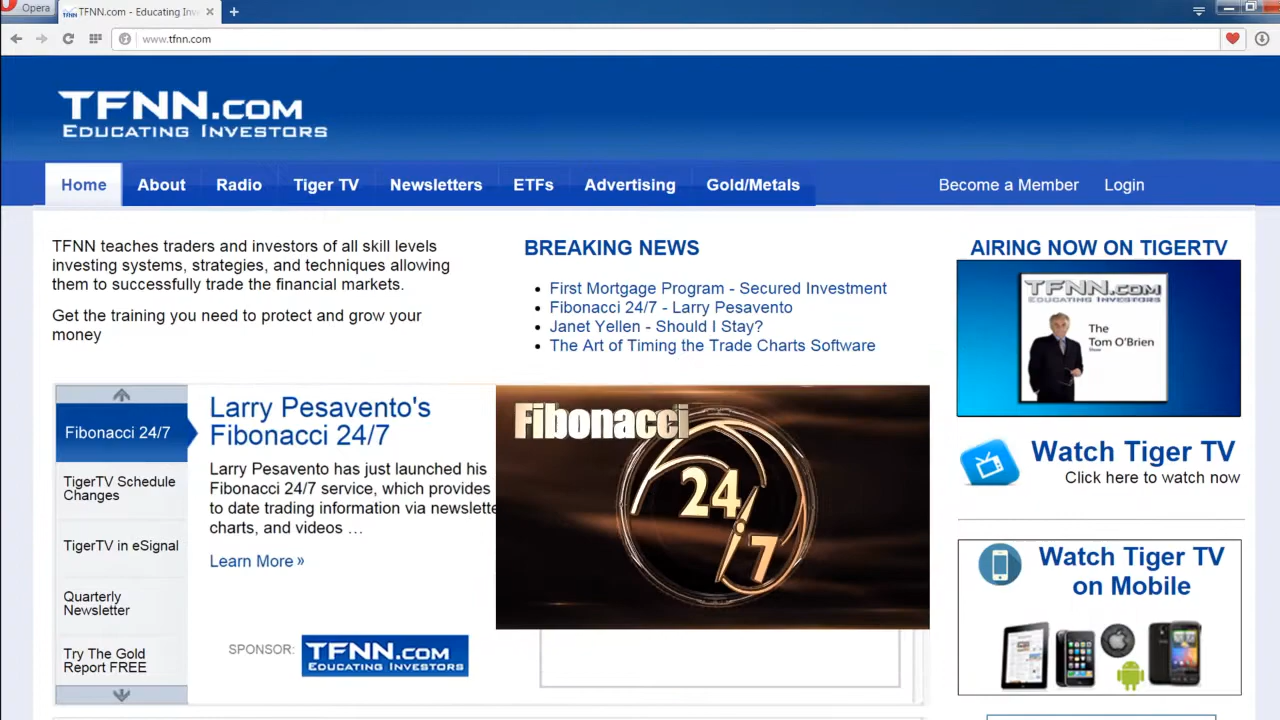 Opera
TFNN.com - Educating Inv
www.tfnn.com
TFNN.COM
EDUCATING INVESTORS
Home
About
Radio
Tiger TV
Newsletters
ETFs
Advertising
Gold/Metals
Become a Member
Login
TFNN teaches traders and investors of all skill levels
investing systems, strategies, and techniques allowing
them to successfully trade the financial markets.
Get the training you need to protect and grow your
money
BREAKING NEWS
First Mortgage Program - Secured Investment
Fibonacci 24/7 - Larry Pesavento
Janet Yellen - Should I Stay?
The Art of Timing the Trade Charts Software
AIRING NOW ON TIGERTV
TFNN.COM
EDUCATING INVESTORS
The
Tom O'Brien
Show
Watch Tiger TV
Click here to watch now
Watch Tiger TV
on Mobile
Fibonacci 24/7
TigerTV Schedule
Changes
TigerTV in eSignal
Quarterly
Newsletter
Try The Gold
Report FREE
Larry Pesavento's
Fibonacci 24/7
Larry Pesavento has just launched his
Fibonacci 24/7 service, which provides
to date trading information via newslette
charts, and videos …
Learn More »
Fibonacci
24/7
SPONSOR:
TFNN.COM
EDUCATING INVESTORS